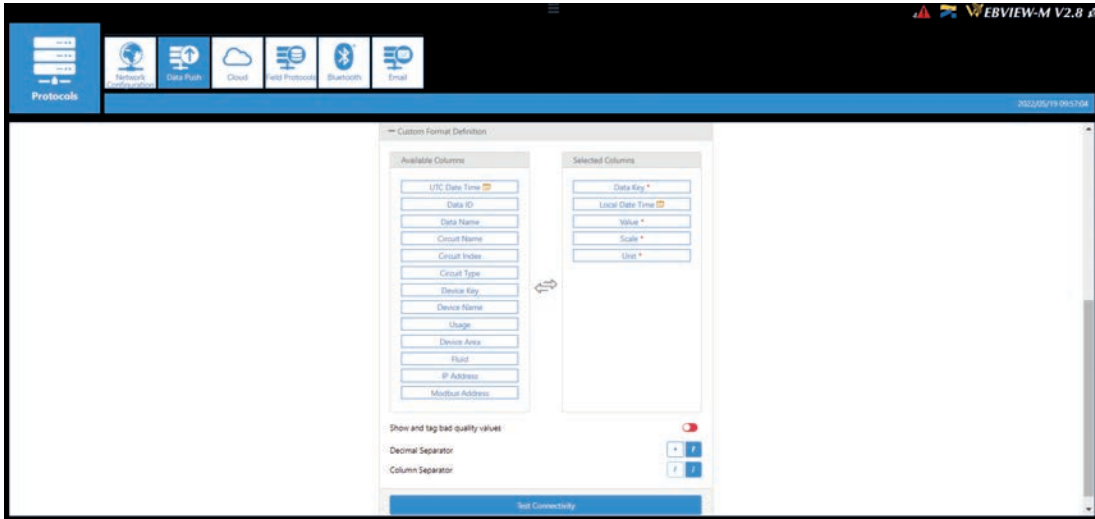 WEBVIEW-M V2.8
Protocols
Network Configuration
Data Push
Cloud
Field Protocols
Bluetooth
Email
2022/05/19 09:57:04
Custom Format Definition
Available Columns
UTC Date Time
Data ID
Data Name
Circuit Name
Circuit Index
Circuit Type
Device Key
Device Name
Usage
Device Area
Fluid
IP Address
Modbus Address
Selected Columns
Data Key *
Local Date Time
Value *
Scale *
Unit *
Show and tag bad quality values
Decimal Separator
Column Separator
Test Connectivity